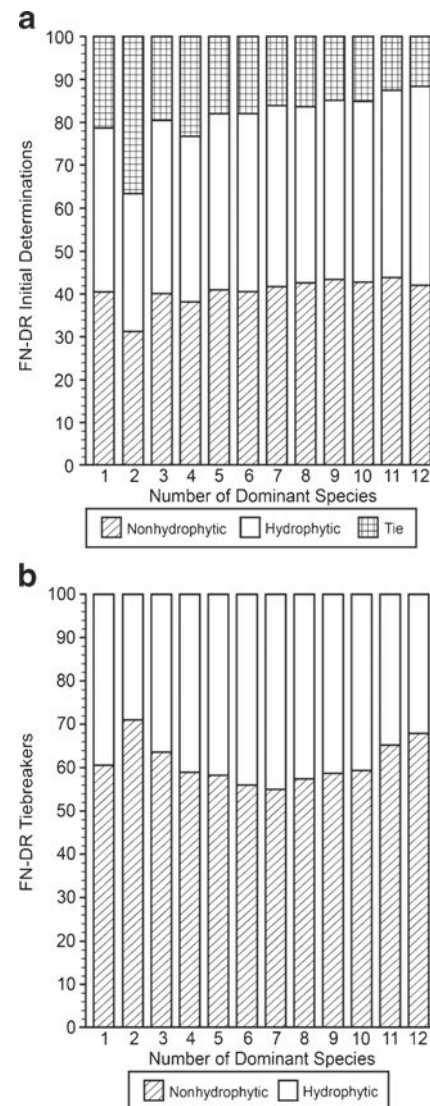 a
100
90
80
70
60
50
40
30
20
10
0
FN-DR Initial Determinations
1 2 3 4 5 6 7 8 9 10 11 12
Number of Dominant Species
Nonhydrophytic Hydrophytic Tie
b
100
90
80
70
60
50
40
30
20
10
0
FN-DR Tiebreakers
1 2 3 4 5 6 7 8 9 10 11 12
Number of Dominant Species
Nonhydrophytic Hydrophytic